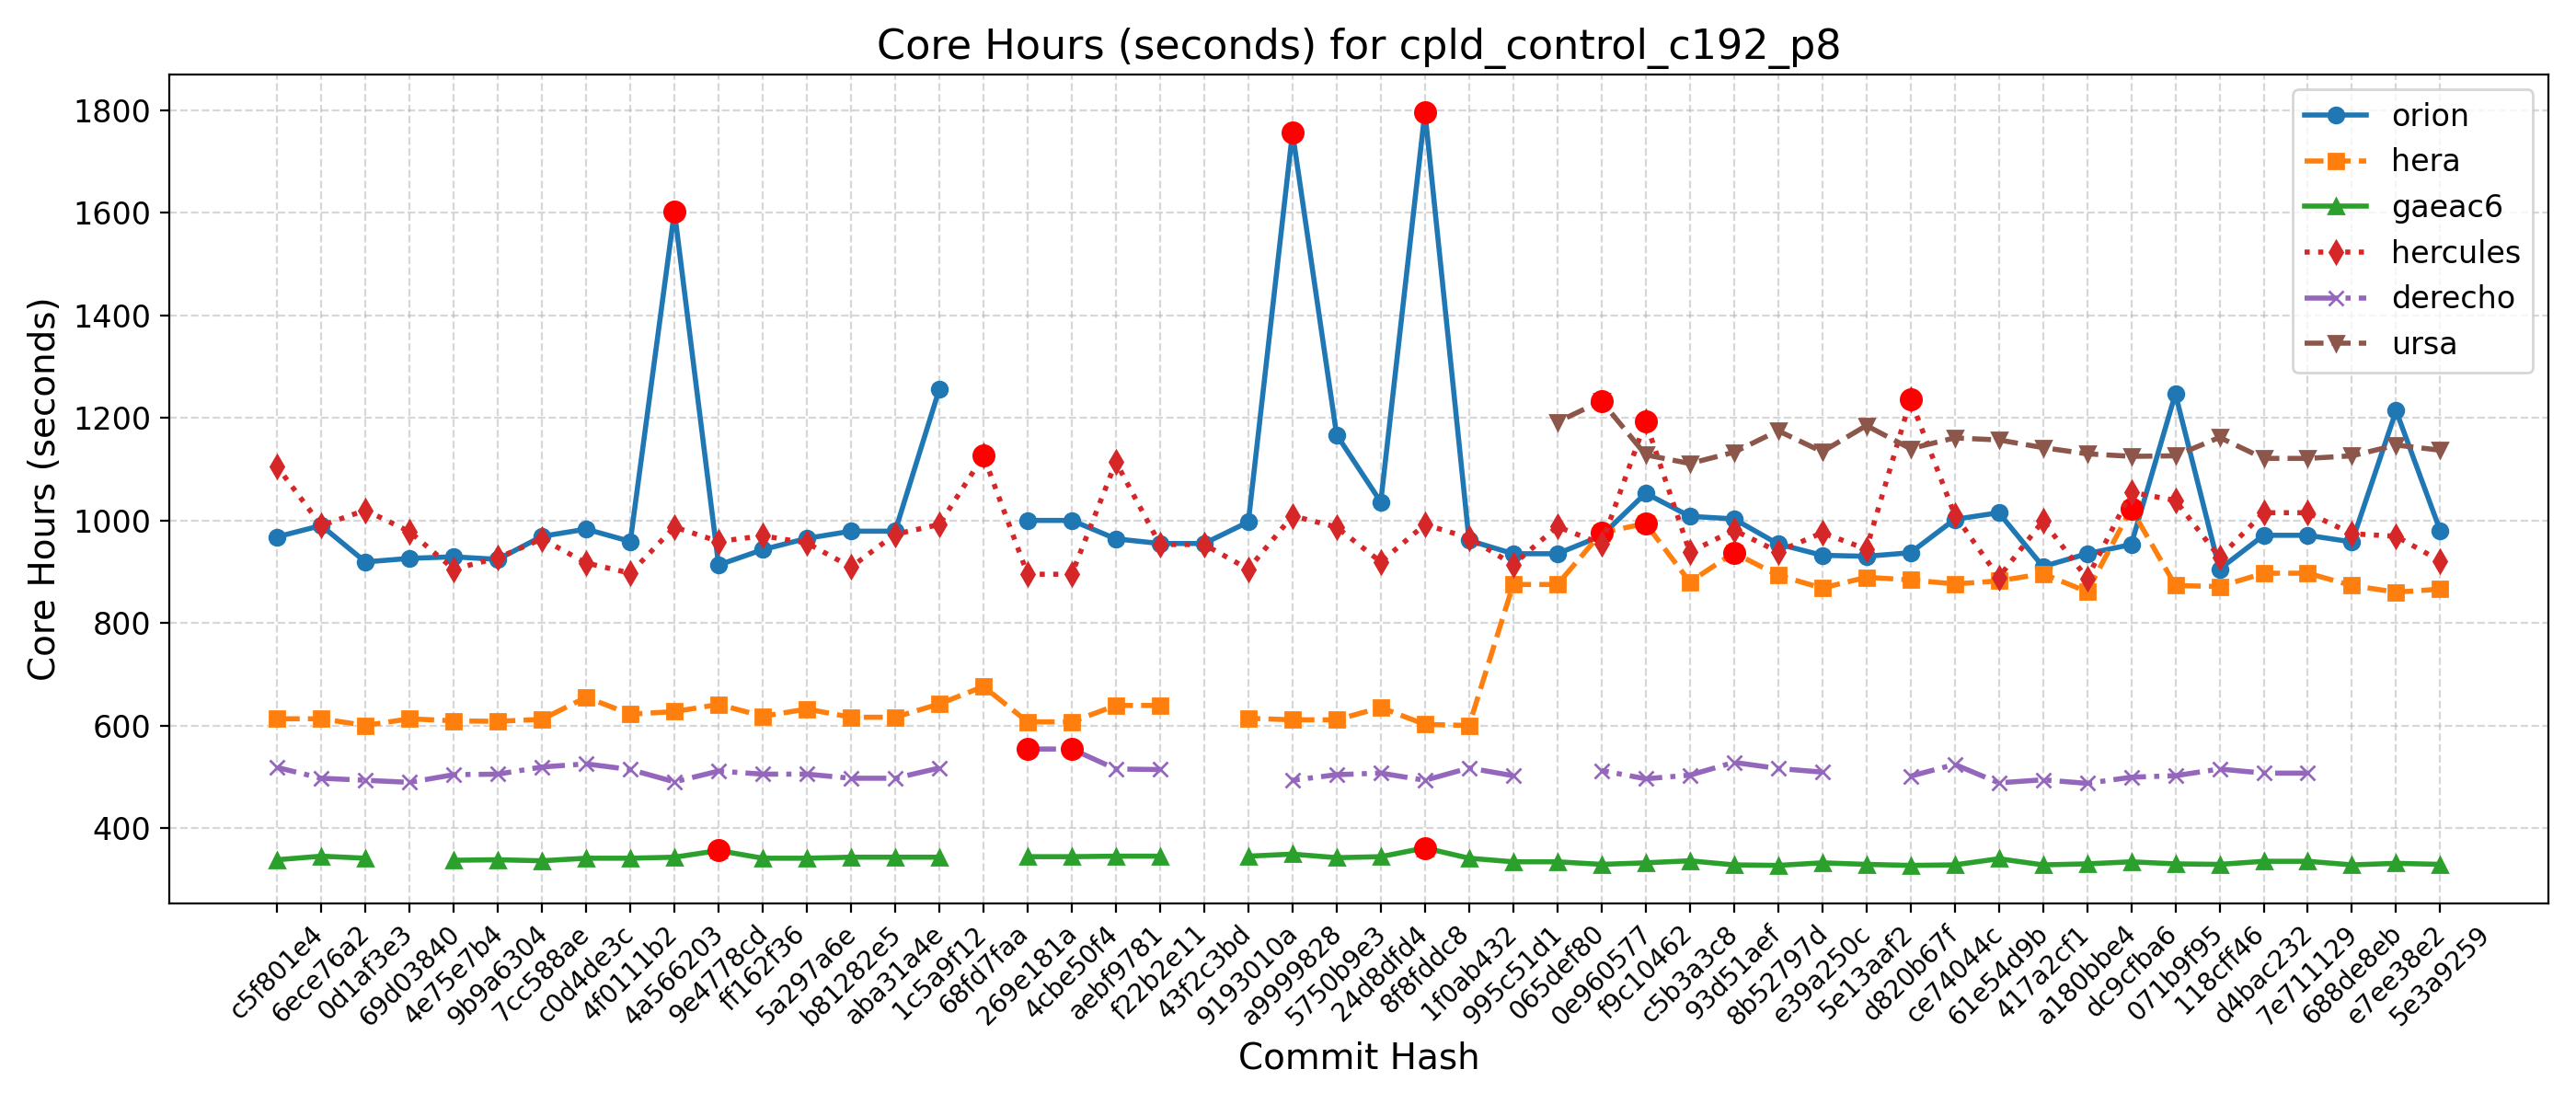 Core Hours (seconds) for cpld_control_c192_p8
Core Hours (seconds)
1800
1600
1400
1200
1000
800
600
400
orion
hera
gaeac6
hercules
derecho
ursa
c5f801e4
6ece76a2
0d1af3e3
69d03840
4e75e7b4
9b9a6304
7cc588ae
c0d4de3c
4f0111b2
4a566203
9e4778cd
ff162f36
5a297a6e
b81282e5
aba31a4e
1c5a9f12
68fd7faa
269e181a
4cbe50f4
aebf9781
f22b2e11
43f2c3bd
9193010a
a9999828
5750b9e3
24d8dfd4
8f8fddc8
1f0ab432
995c51d1
065def80
0e960577
f9c10462
c5b3a3c8
93d51aef
8b52797d
e39a250c
5e13aaf2
d820b67f
ce74044c
61e54d9b
417a2cf1
a180bbe4
dc9cfba6
071b9f95
118cff46
d4bac232
7e711129
688de8eb
e7ee38e2
5e3a9259
Commit Hash